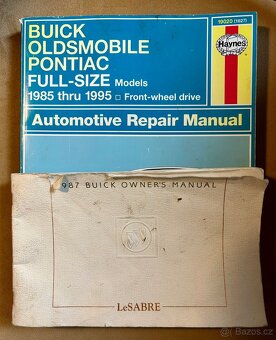 BUICK
OLDSMOBILE
PONTIAC
FULL-SIZE Models
1985 thru 1995 □ Front-wheel drive
19020 (1627)
Haynes
Automotive Repair Manual
987 BUICK OWNER'S MANUAL
LeSABRE
Bazoš.cz